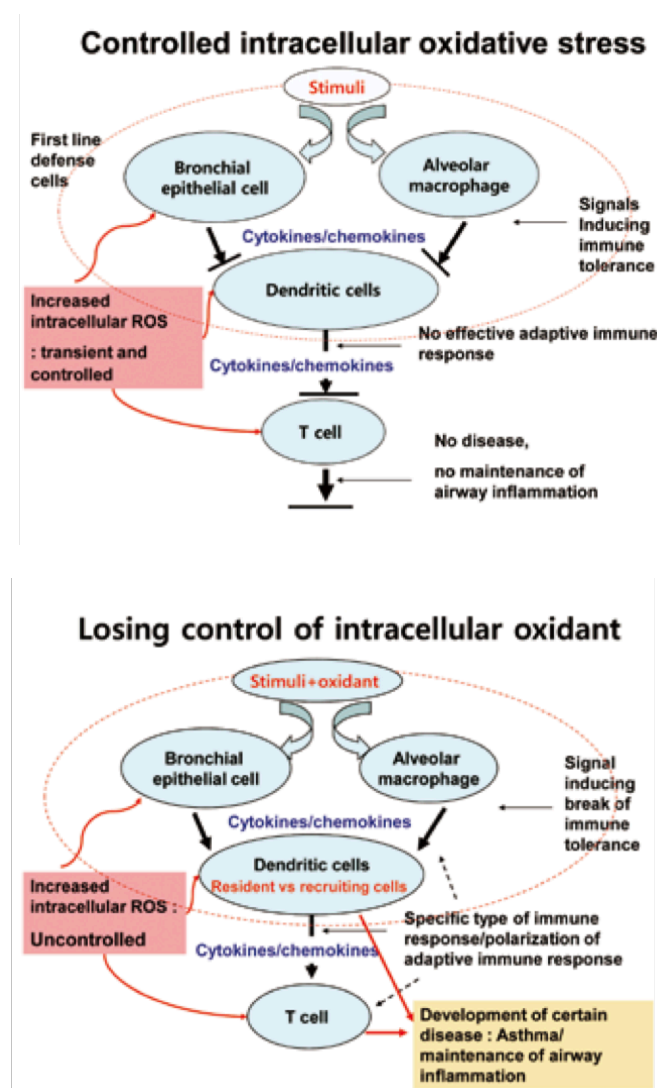 Controlled intracellular oxidative stress
Stimuli
First line
defense
cells
Bronchial
epithelial cell
Alveolar
macrophage
Signals
Inducing
immune
tolerance
Cytokines/chemokines
Dendritic cells
Increased
intracellular ROS
: transient and
controlled
No effective adaptive immune
response
Cytokines/chemokines
T cell
No disease,
no maintenance of
airway inflammation
Losing control of intracellular oxidant
Stimuli+oxidant
Bronchial
epithelial cell
Alveolar
macrophage
Signal
inducing
break of
immune
tolerance
Cytokines/chemokines
Dendritic cells
Resident vs recruiting cells
Increased
intracellular ROS :
Uncontrolled
Specific type of immune
response/polarization of
adaptive immune response
Cytokines/chemokines
T cell
Development of certain
disease : Asthma/
maintenance of airway
inflammation